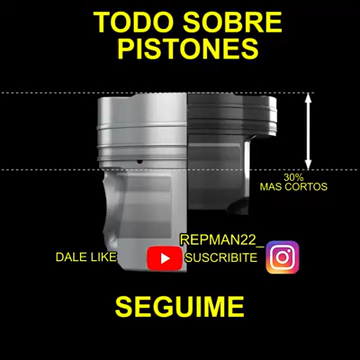 TODO SOBRE
PISTONES
30%
MAS CORTOS
REPMAN22_
DALE LIKE
SUSCRIBITE
SEGUIME